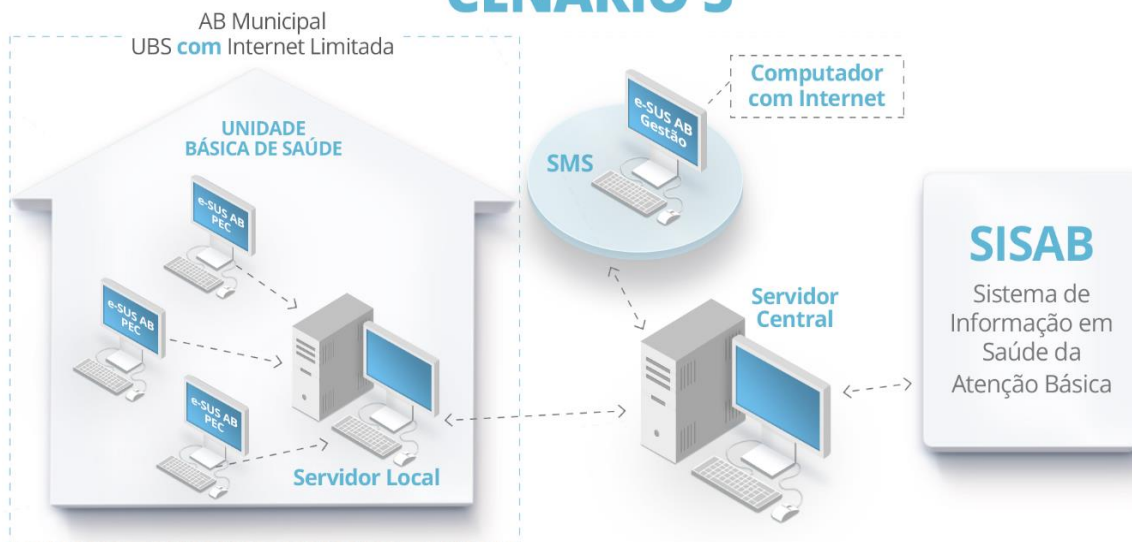 CENÁRIO
AB Municipal
UBS com Internet Limitada
UNIDADE
BÁSICA DE SAÚDE
e-SUS AB
PEC
e-SUS AB
PEC
e-SUS AB
PEC
Servidor Local
e-SUS AB
Gestão
SMS
Computador
com Internet
Servidor
Central
SISAB
Sistema de
Informação em
Saúde da
Atenção Básica